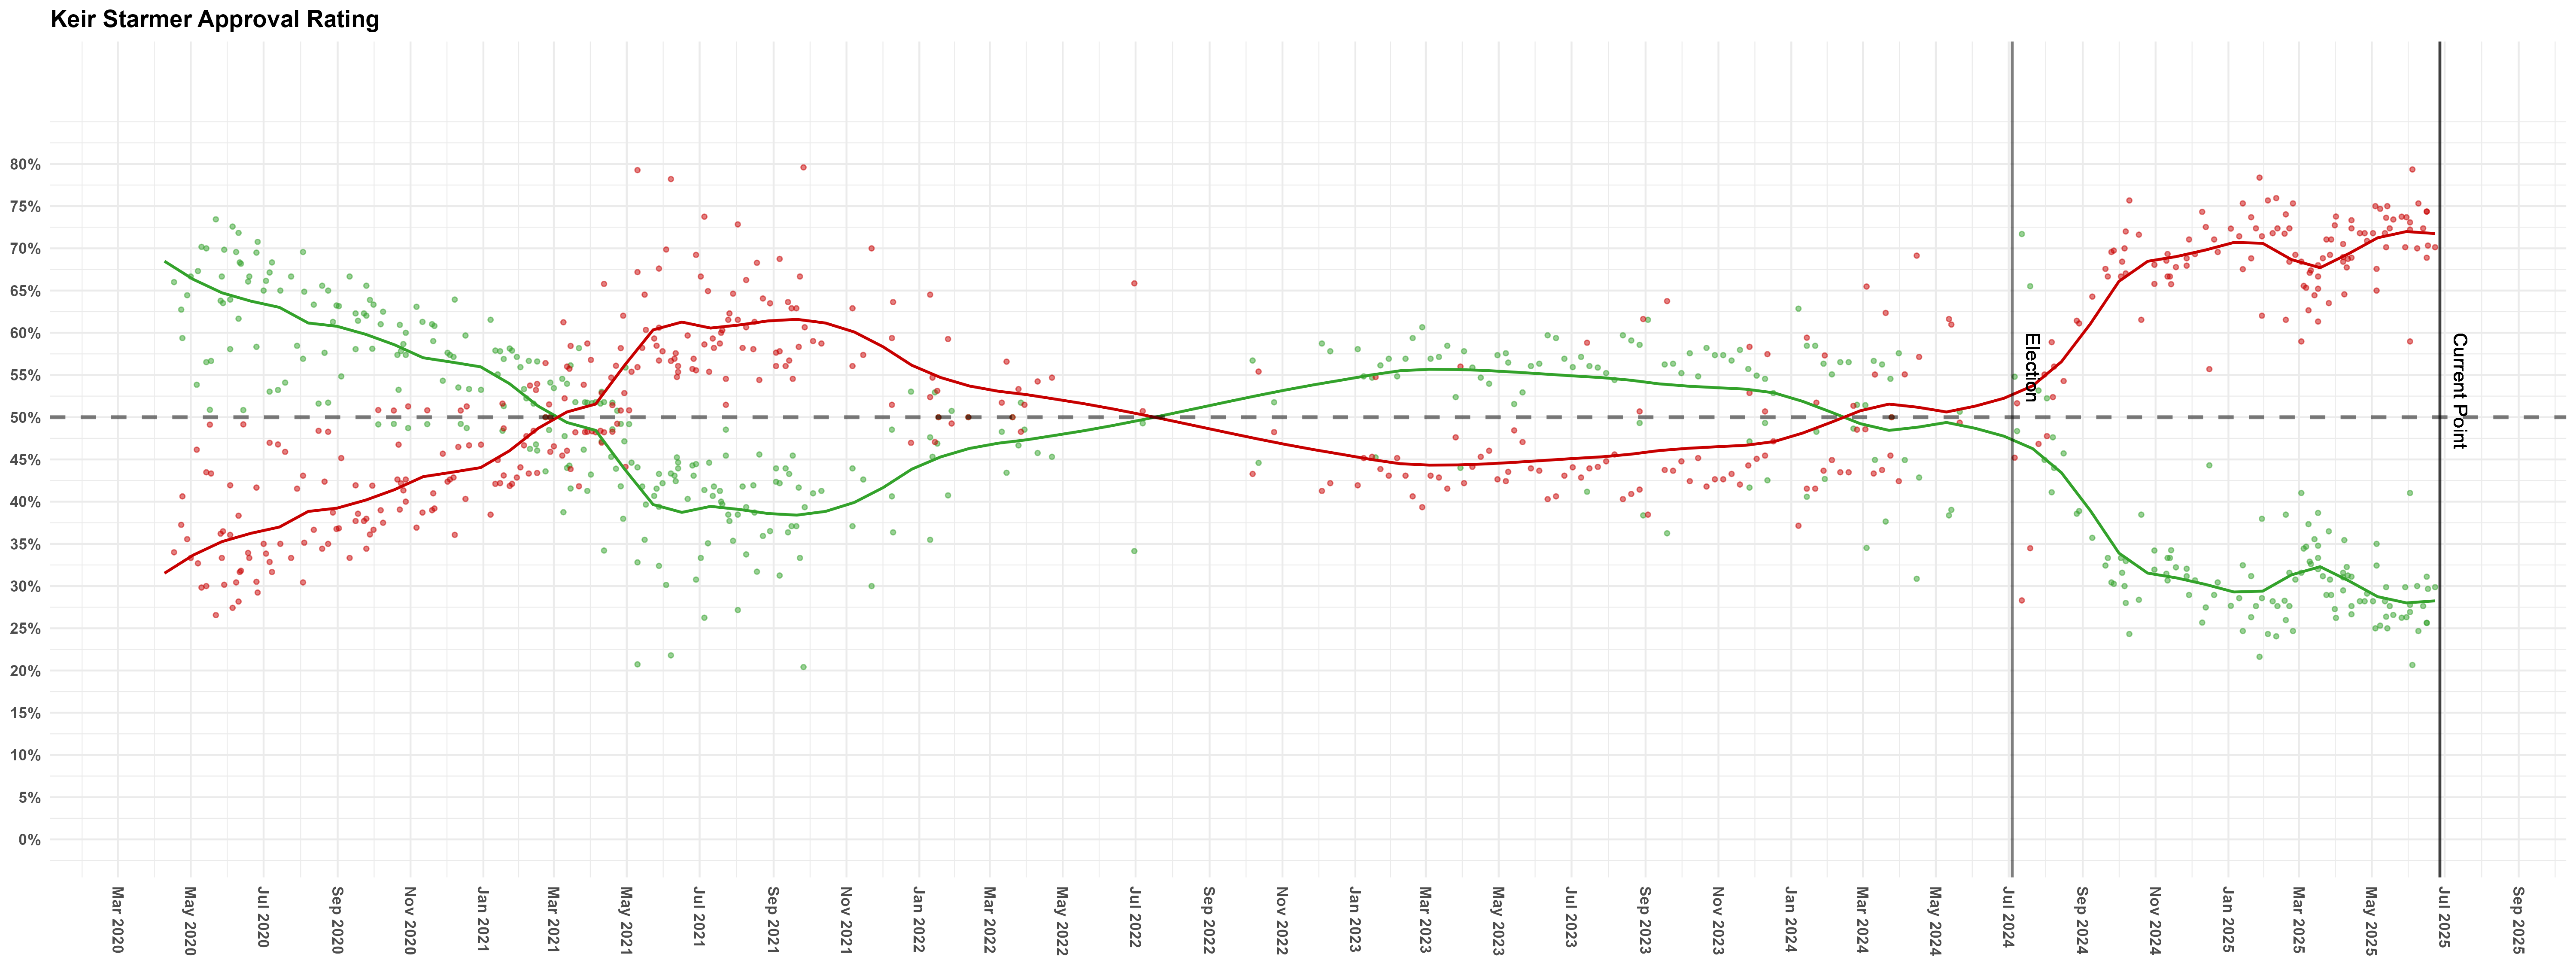 Keir Starmer Approval Rating
80%
75%
70%
65%
60%
55%
50%
45%
40%
35%
30%
25%
20%
15%
10%
5%
0%
Election
Current Point
Mar 2020
May 2020
Jul 2020
Sep 2020
Nov 2020
Jan 2021
Mar 2021
May 2021
Jul 2021
Sep 2021
Nov 2021
Jan 2022
Mar 2022
May 2022
Jul 2022
Sep 2022
Nov 2022
Jan 2023
Mar 2023
May 2023
Jul 2023
Sep 2023
Nov 2023
Jan 2024
Mar 2024
May 2024
Jul 2024
Sep 2024
Nov 2024
Jan 2025
Mar 2025
May 2025
Jul 2025
Sep 2025